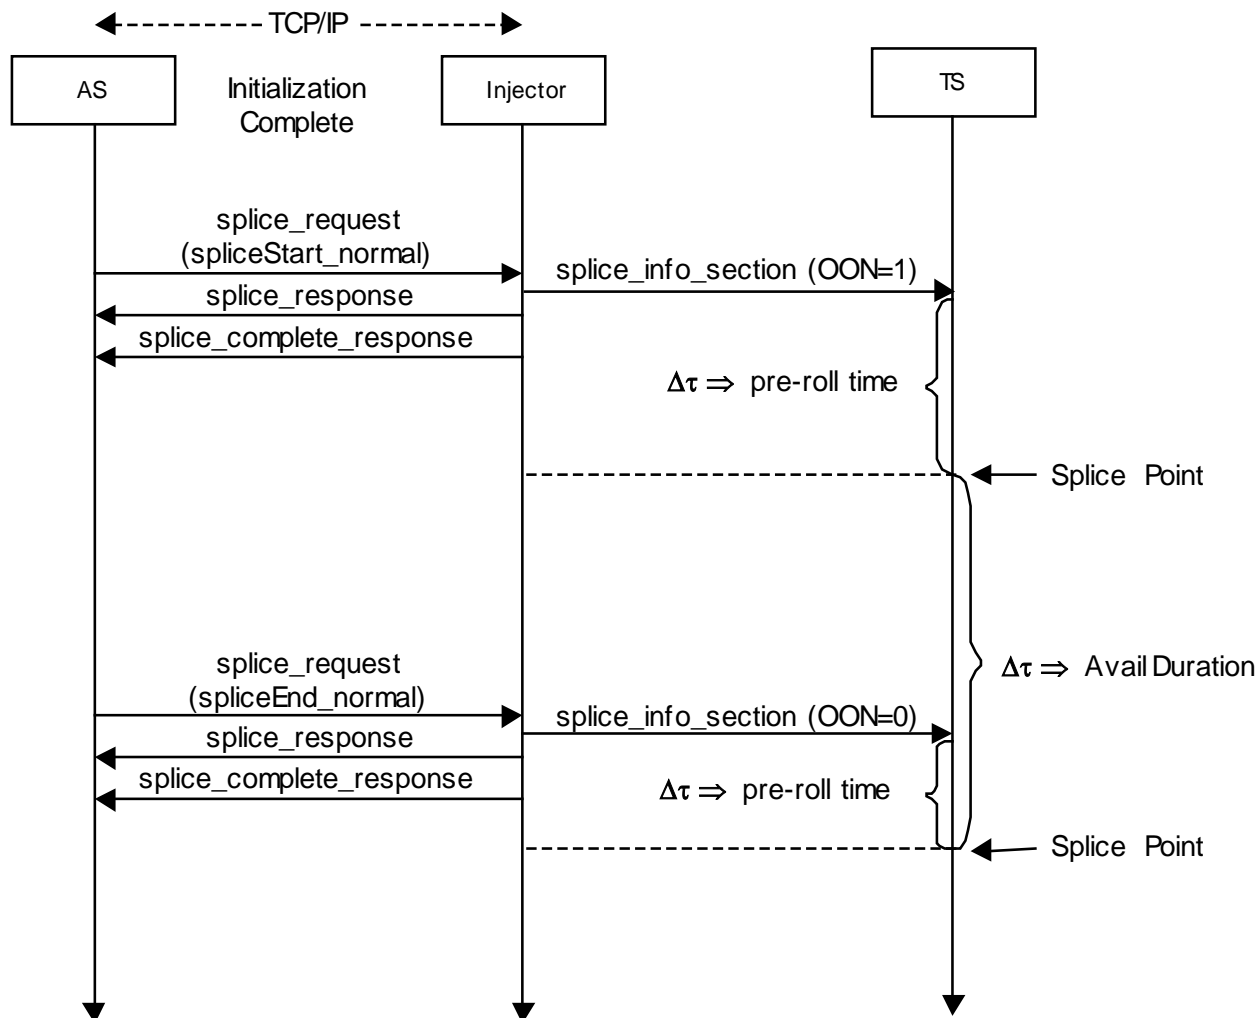 TCP/IP
AS
Initialization
Complete
Injector
TS
splice_request
(spliceStart_normal)
splice_info_section (OON=1)
splice_response
splice_complete_response
Δτ ⇒ pre-roll time
Splice Point
splice_request
(spliceEnd_normal)
Δτ ⇒ Avail Duration
splice_info_section (OON=0)
splice_response
splice_complete_response
Δτ ⇒ pre-roll time
Splice Point